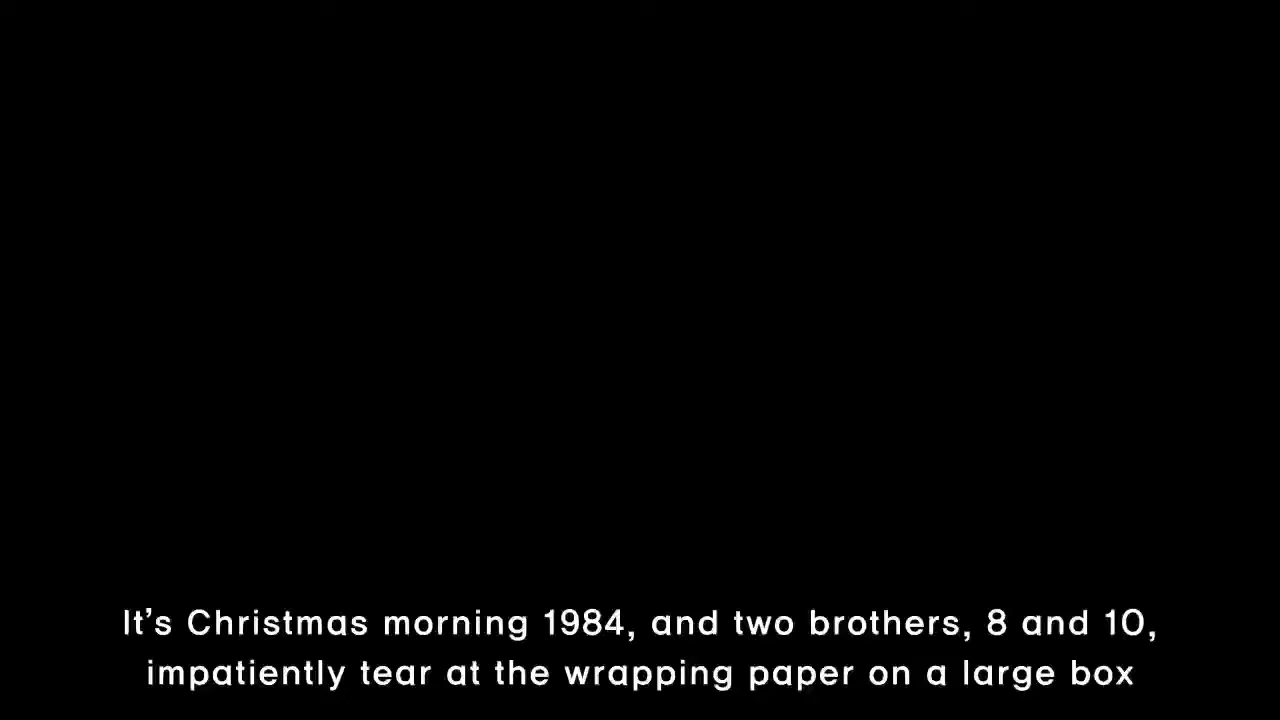 It’s Christmas morning 1984, and two brothers, 8 and 10,
impatiently tear at the wrapping paper on a large box